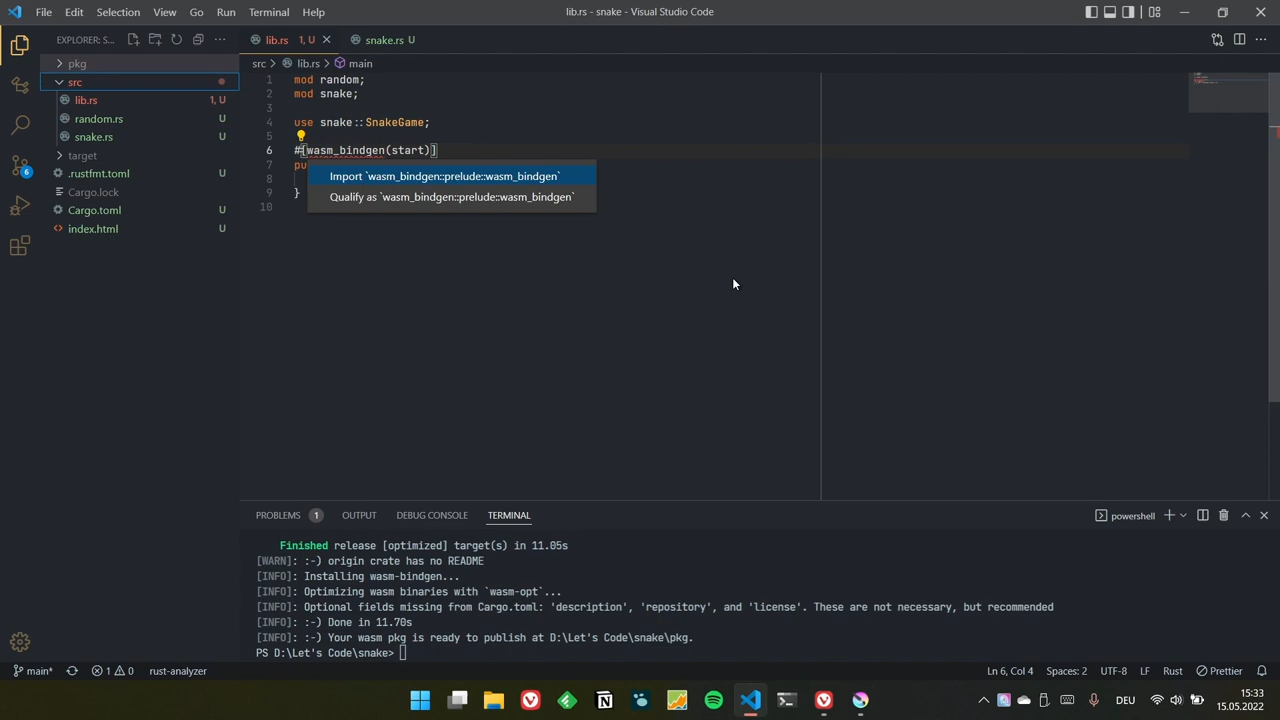 File Edit Selection View Go Run Terminal Help
lib.rs - snake - Visual Studio Code
EXPLORER: S...
lib.rs 1, U
snake.rs U
src > lib.rs > main
pkg
src
lib.rs 1, U
random.rs U
snake.rs U
target
.rustfmt.toml U
Cargo.lock U
Cargo.toml U
index.html U
1 mod random;
2 mod snake;
3
4 use snake::SnakeGame;
5
6 #[wasm_bindgen(start)]
7 pu
8
9 }
10
Import `wasm_bindgen::prelude::wasm_bindgen`
Qualify as `wasm_bindgen::prelude::wasm_bindgen`
PROBLEMS 1 OUTPUT DEBUG CONSOLE TERMINAL
powershell
Finished release [optimized] target(s) in 11.05s
[WARN]: :-) origin crate has no README
[INFO]: Installing wasm-bindgen...
[INFO]: Optimizing wasm binaries with `wasm-opt`...
[INFO]: Optional fields missing from Cargo.toml: 'description', 'repository', and 'license'. These are not necessary, but recommended
[INFO]: :-) Done in 11.70s
[INFO]: :-) Your wasm pkg is ready to publish at D:\Let's Code\snake\pkg.
PS D:\Let's Code\snake>
6
main* 1 0 rust-analyzer
Ln 6, Col 4 Spaces: 2 UTF-8 LF Rust Prettier
DEU
15:33
15.05.2022